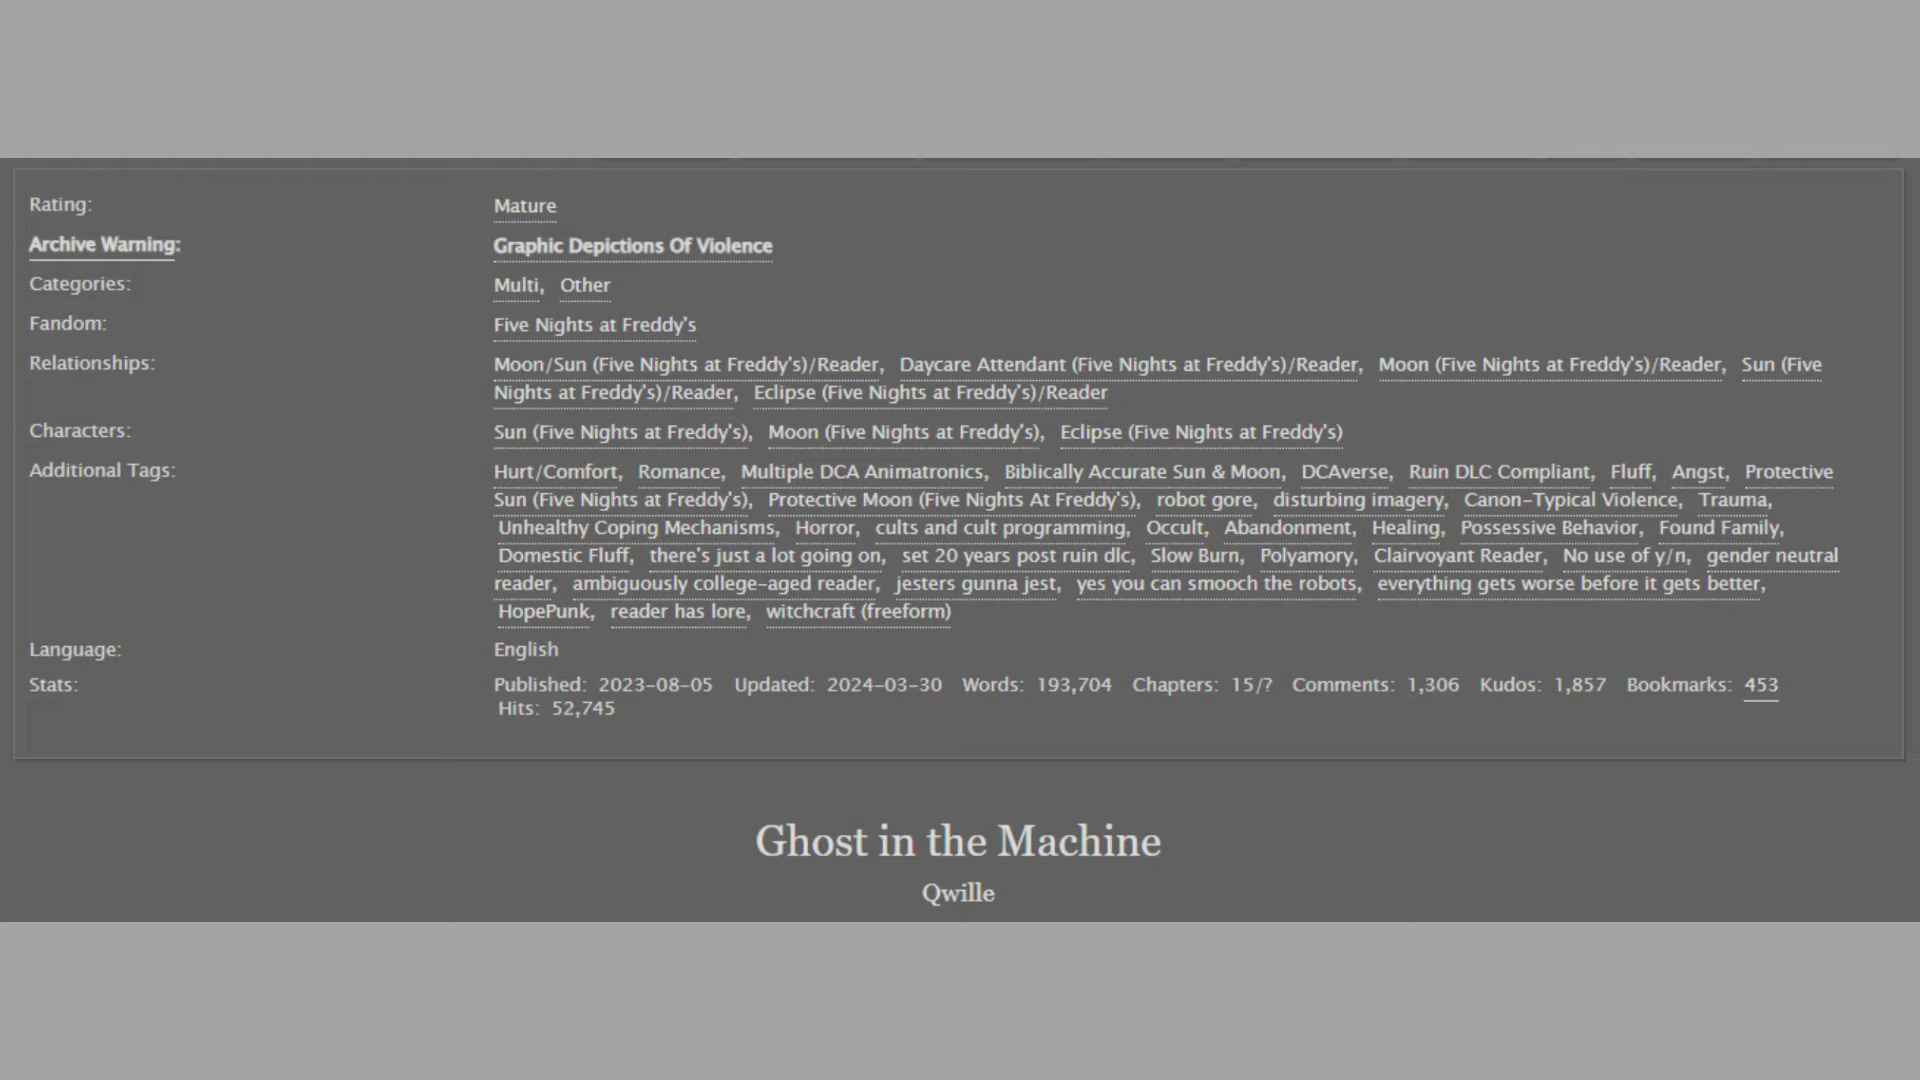 Rating: Mature
Archive Warning: Graphic Depictions Of Violence
Categories: Multi, Other
Fandom: Five Nights at Freddy's
Relationships: Moon/Sun (Five Nights at Freddy's)/Reader, Daycare Attendant (Five Nights at Freddy's)/Reader, Moon (Five Nights at Freddy's)/Reader, Sun (Five
Nights at Freddy's)/Reader, Eclipse (Five Nights at Freddy's)/Reader
Characters: Sun (Five Nights at Freddy's), Moon (Five Nights at Freddy's), Eclipse (Five Nights at Freddy's)
Additional Tags: Hurt/Comfort, Romance, Multiple DCA Animatronics, Biblically Accurate Sun & Moon, DCAverse, Ruin DLC Compliant, Fluff, Angst, Protective
Sun (Five Nights at Freddy's), Protective Moon (Five Nights At Freddy's), robot gore, disturbing imagery, Canon-Typical Violence, Trauma,
Unhealthy Coping Mechanisms, Horror, cults and cult programming, Occult, Abandonment, Healing, Possessive Behavior, Found Family,
Domestic Fluff, there's just a lot going on, set 20 years post ruin dlc, Slow Burn, Polyamory, Clairvoyant Reader, No use of y/n, gender neutral
reader, ambiguously college-aged reader, jesters gunna jest, yes you can smooch the robots, everything gets worse before it gets better,
HopePunk, reader has lore, witchcraft (freeform)
Language: English
Stats: Published: 2023-08-05 Updated: 2024-03-30 Words: 193,704 Chapters: 15/? Comments: 1,306 Kudos: 1,857 Bookmarks: 453
Hits: 52,745
Ghost in the Machine
Qwille